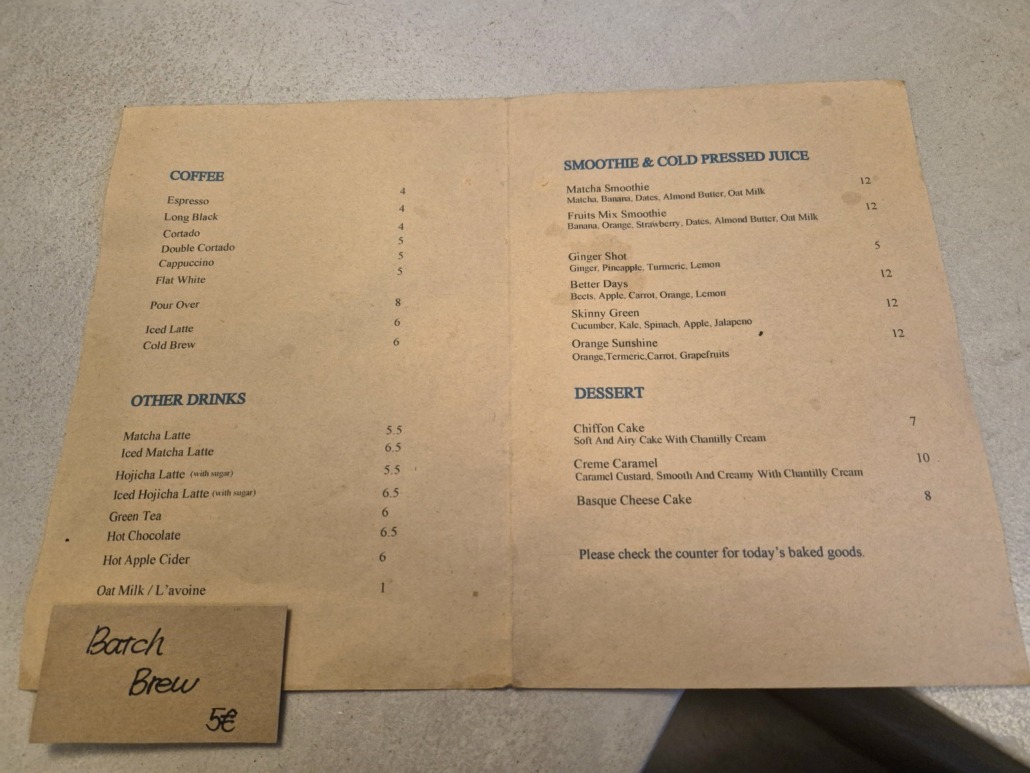 COFFEE
Espresso 4
Long Black 4
Cortado 4
Double Cortado 5
Cappuccino 5
Flat White 5
Pour Over 8
Iced Latte 6
Cold Brew 6
OTHER DRINKS
Matcha Latte 5.5
Iced Matcha Latte 6.5
Hojicha Latte (with sugar) 5.5
Iced Hojicha Latte (with sugar) 6.5
Green Tea 6
Hot Chocolate 6.5
Hot Apple Cider 6
Oat Milk / L'avoine 1
Batch
Brew
5€
SMOOTHIE & COLD PRESSED JUICE
Matcha Smoothie 12
Matcha, Banana, Dates, Almond Butter, Oat Milk
Fruits Mix Smoothie 12
Banana, Orange, Strawberry, Dates, Almond Butter, Oat Milk
Ginger Shot 5
Ginger, Pineapple, Turmeric, Lemon
Better Days 12
Beets, Apple, Carrot, Orange, Lemon
Skinny Green 12
Cucumber, Kale, Spinach, Apple, Jalapeno
Orange Sunshine 12
Orange,Termeric,Carrot, Grapefruits
DESSERT
Chiffon Cake 7
Soft And Airy Cake With Chantilly Cream
Creme Caramel 10
Caramel Custard, Smooth And Creamy With Chantilly Cream
Basque Cheese Cake 8
Please check the counter for today's baked goods.